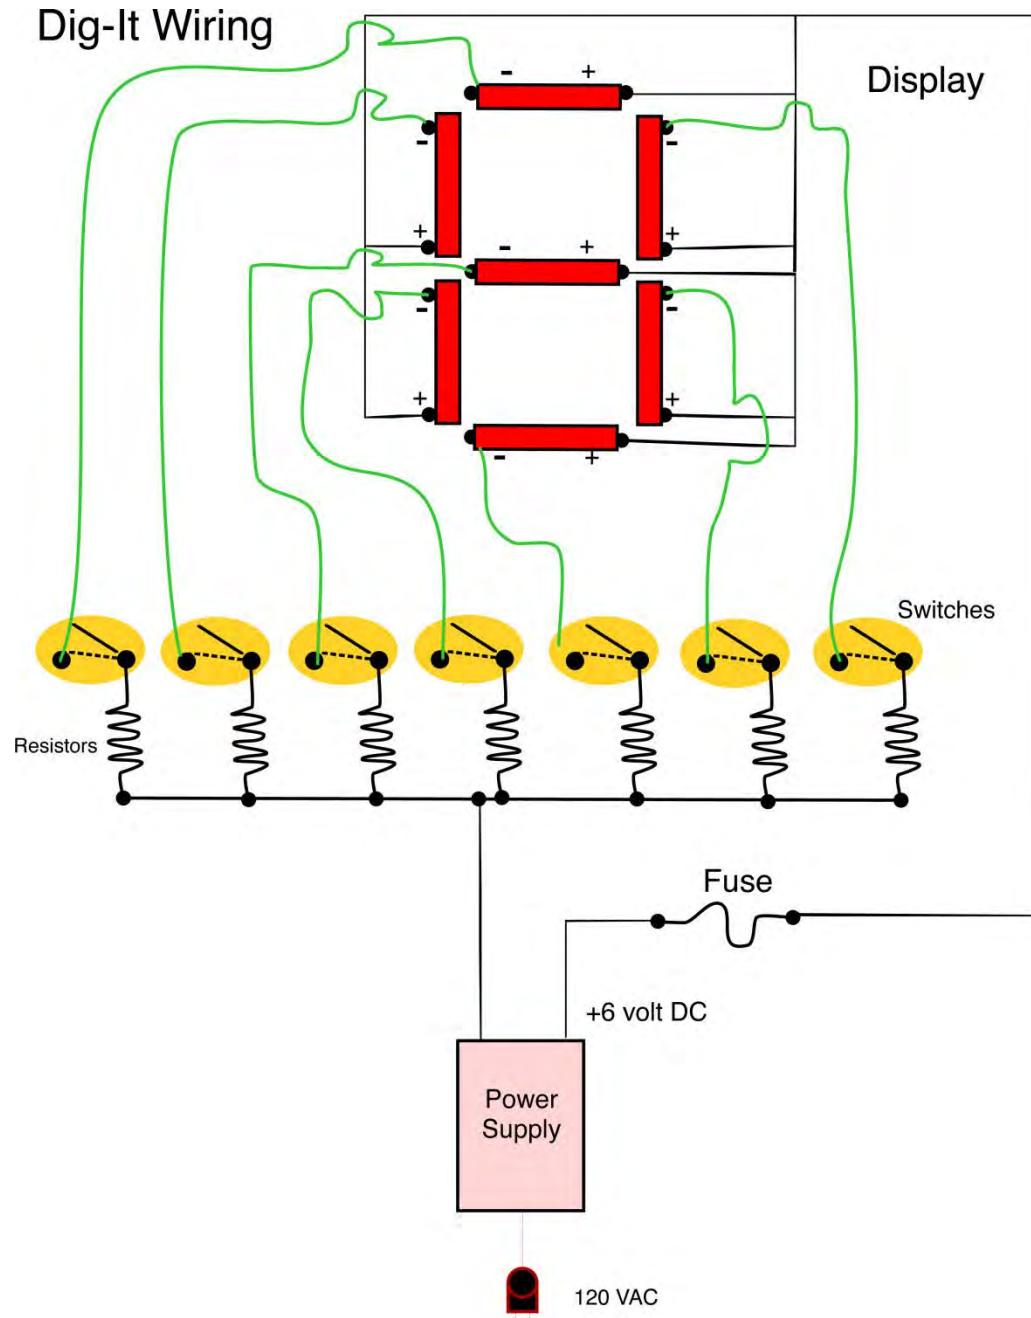 Dig-It Wiring
Display
- +
-
-
+
+
- +
-
-
+
+
- +
Switches
Resistors
Fuse
+6 volt DC
Power
Supply
120 VAC